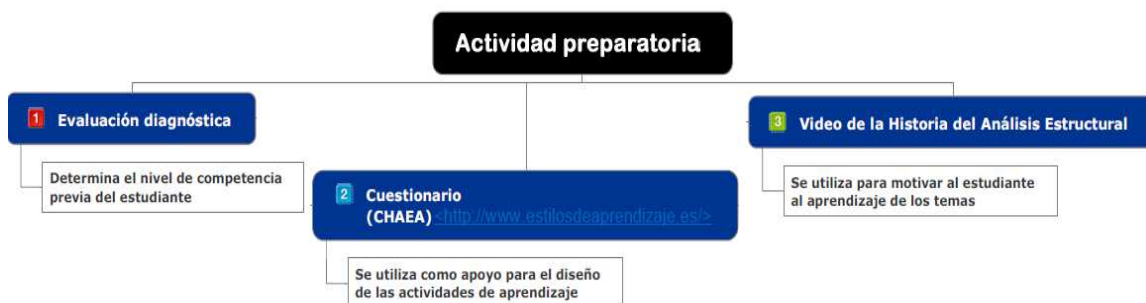 Actividad preparatoria
1 Evaluación diagnóstica
Determina el nivel de competencia
previa del estudiante
2 Cuestionario
(CHAEA) <http://www.estilosdeaprendizaje.es/>
Se utiliza como apoyo para el diseño
de las actividades de aprendizaje
3 Video de la Historia del Análisis Estructural
Se utiliza para motivar al estudiante
al aprendizaje de los temas